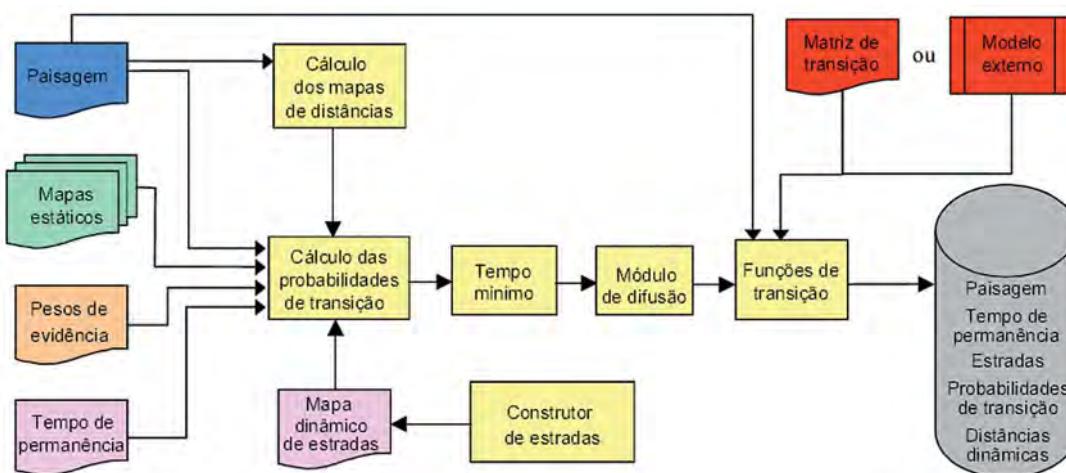 Paisagem
Cálculo
dos mapas
de distâncias
Matriz de
transição
ou
Modelo
externo
Mapas
estáticos
Cálculo das
probabilidades
de transição
Tempo
mínimo
Módulo
de difusão
Funções de
transição
Pesos de
evidência
Tempo de
permanência
Mapa
dinâmico
de estradas
Construtor
de estradas
Paisagem
Tempo de
permanência
Estradas
Probabilidades
de transição
Distâncias
dinâmicas